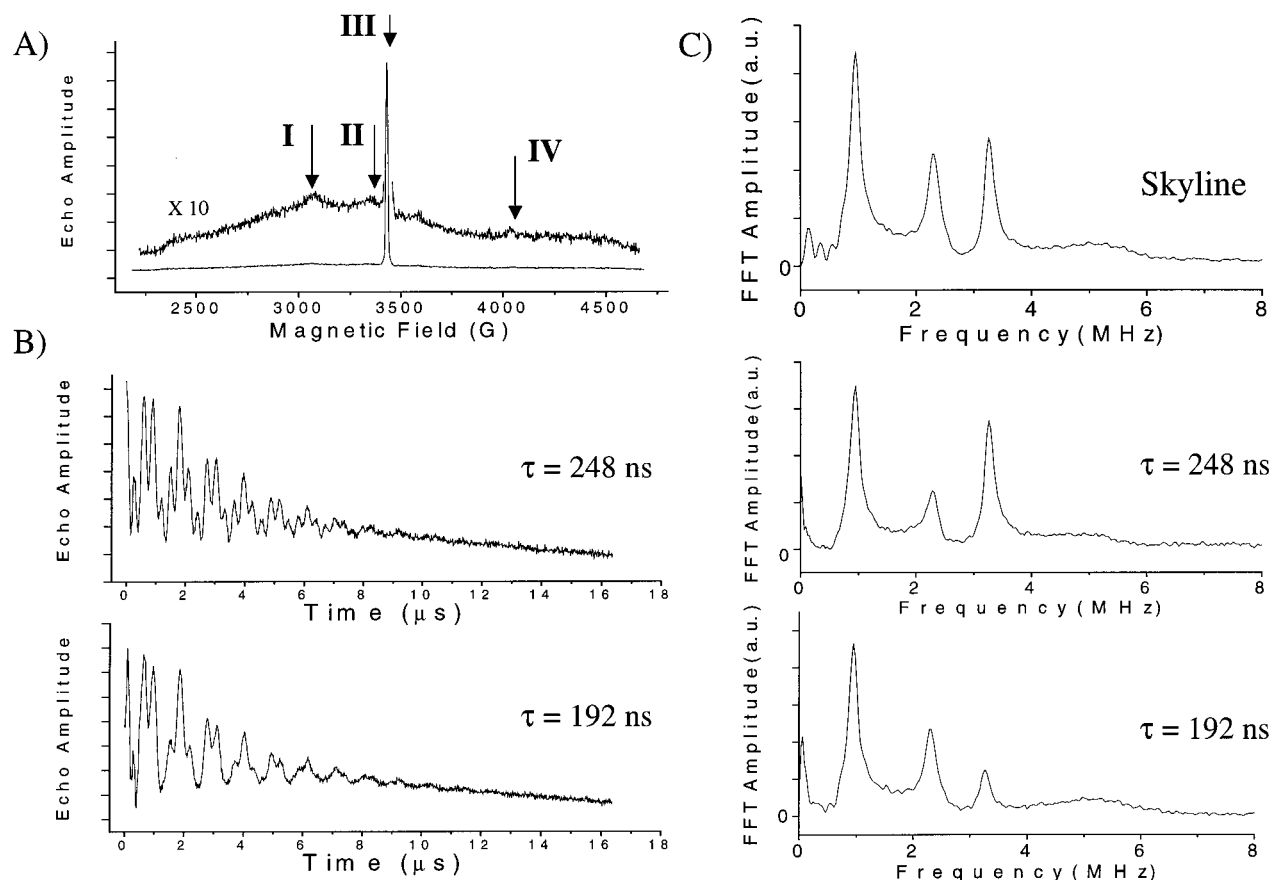 A)
Echo Amplitude
I
II
III
IV
X 10
2500 3000 3500 4000 4500
Magnetic Field (G)
B)
Echo Amplitude
τ = 248 ns
0 2 4 6 8 10 12 14 16 18
Time (μs)
Echo Amplitude
τ = 192 ns
0 2 4 6 8 10 12 14 16 18
Time (μs)
C)
FFT Amplitude (a.u.)
Skyline
0
0 2 4 6 8
Frequency (MHz)
FFT Amplitude (a.u.)
τ = 248 ns
0
0 2 4 6 8
Frequency (MHz)
FFT Amplitude (a.u.)
τ = 192 ns
0
0 2 4 6 8
Frequency (MHz)